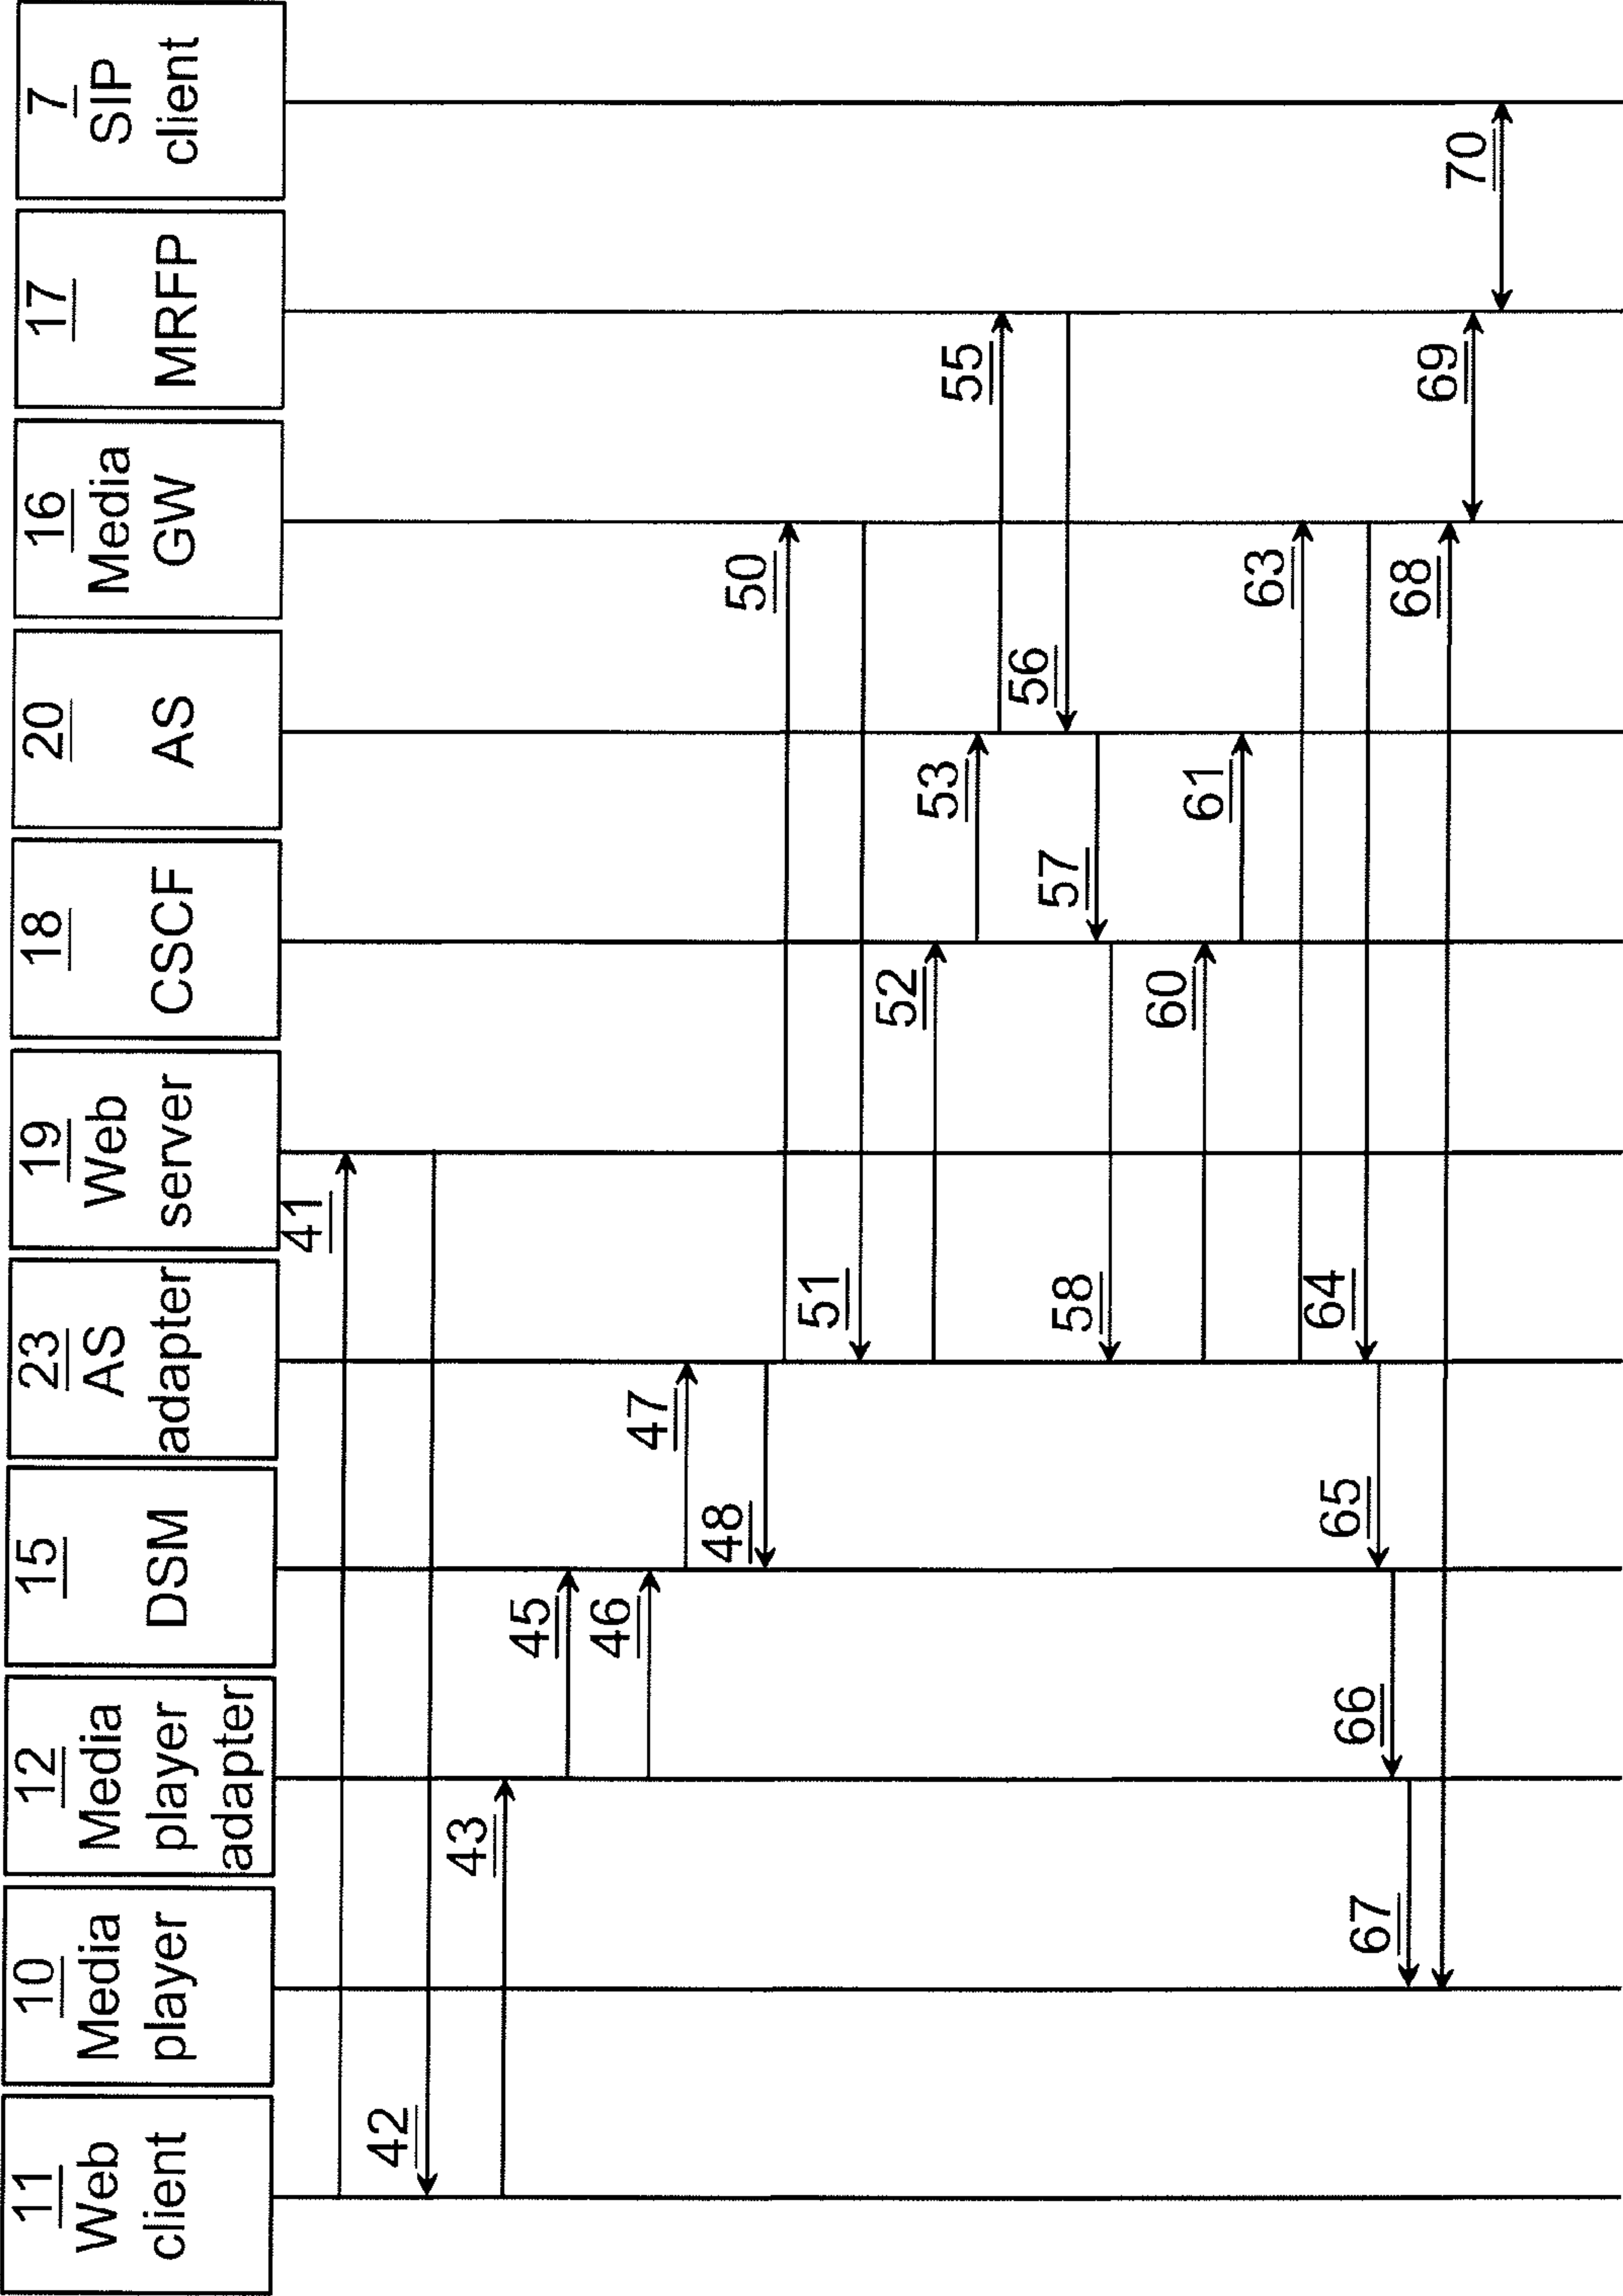 11
Web
client
10
Media
player
12
Media
player
adapter
15
DSM
23
AS
adapter
19
Web
server
18
CSCF
20
AS
16
Media
GW
17
MRFP
7
SIP
client
41
42
43
45
46
47
48
50
51
52
53
55
56
57
58
60
61
63
64
65
66
67
68
69
70